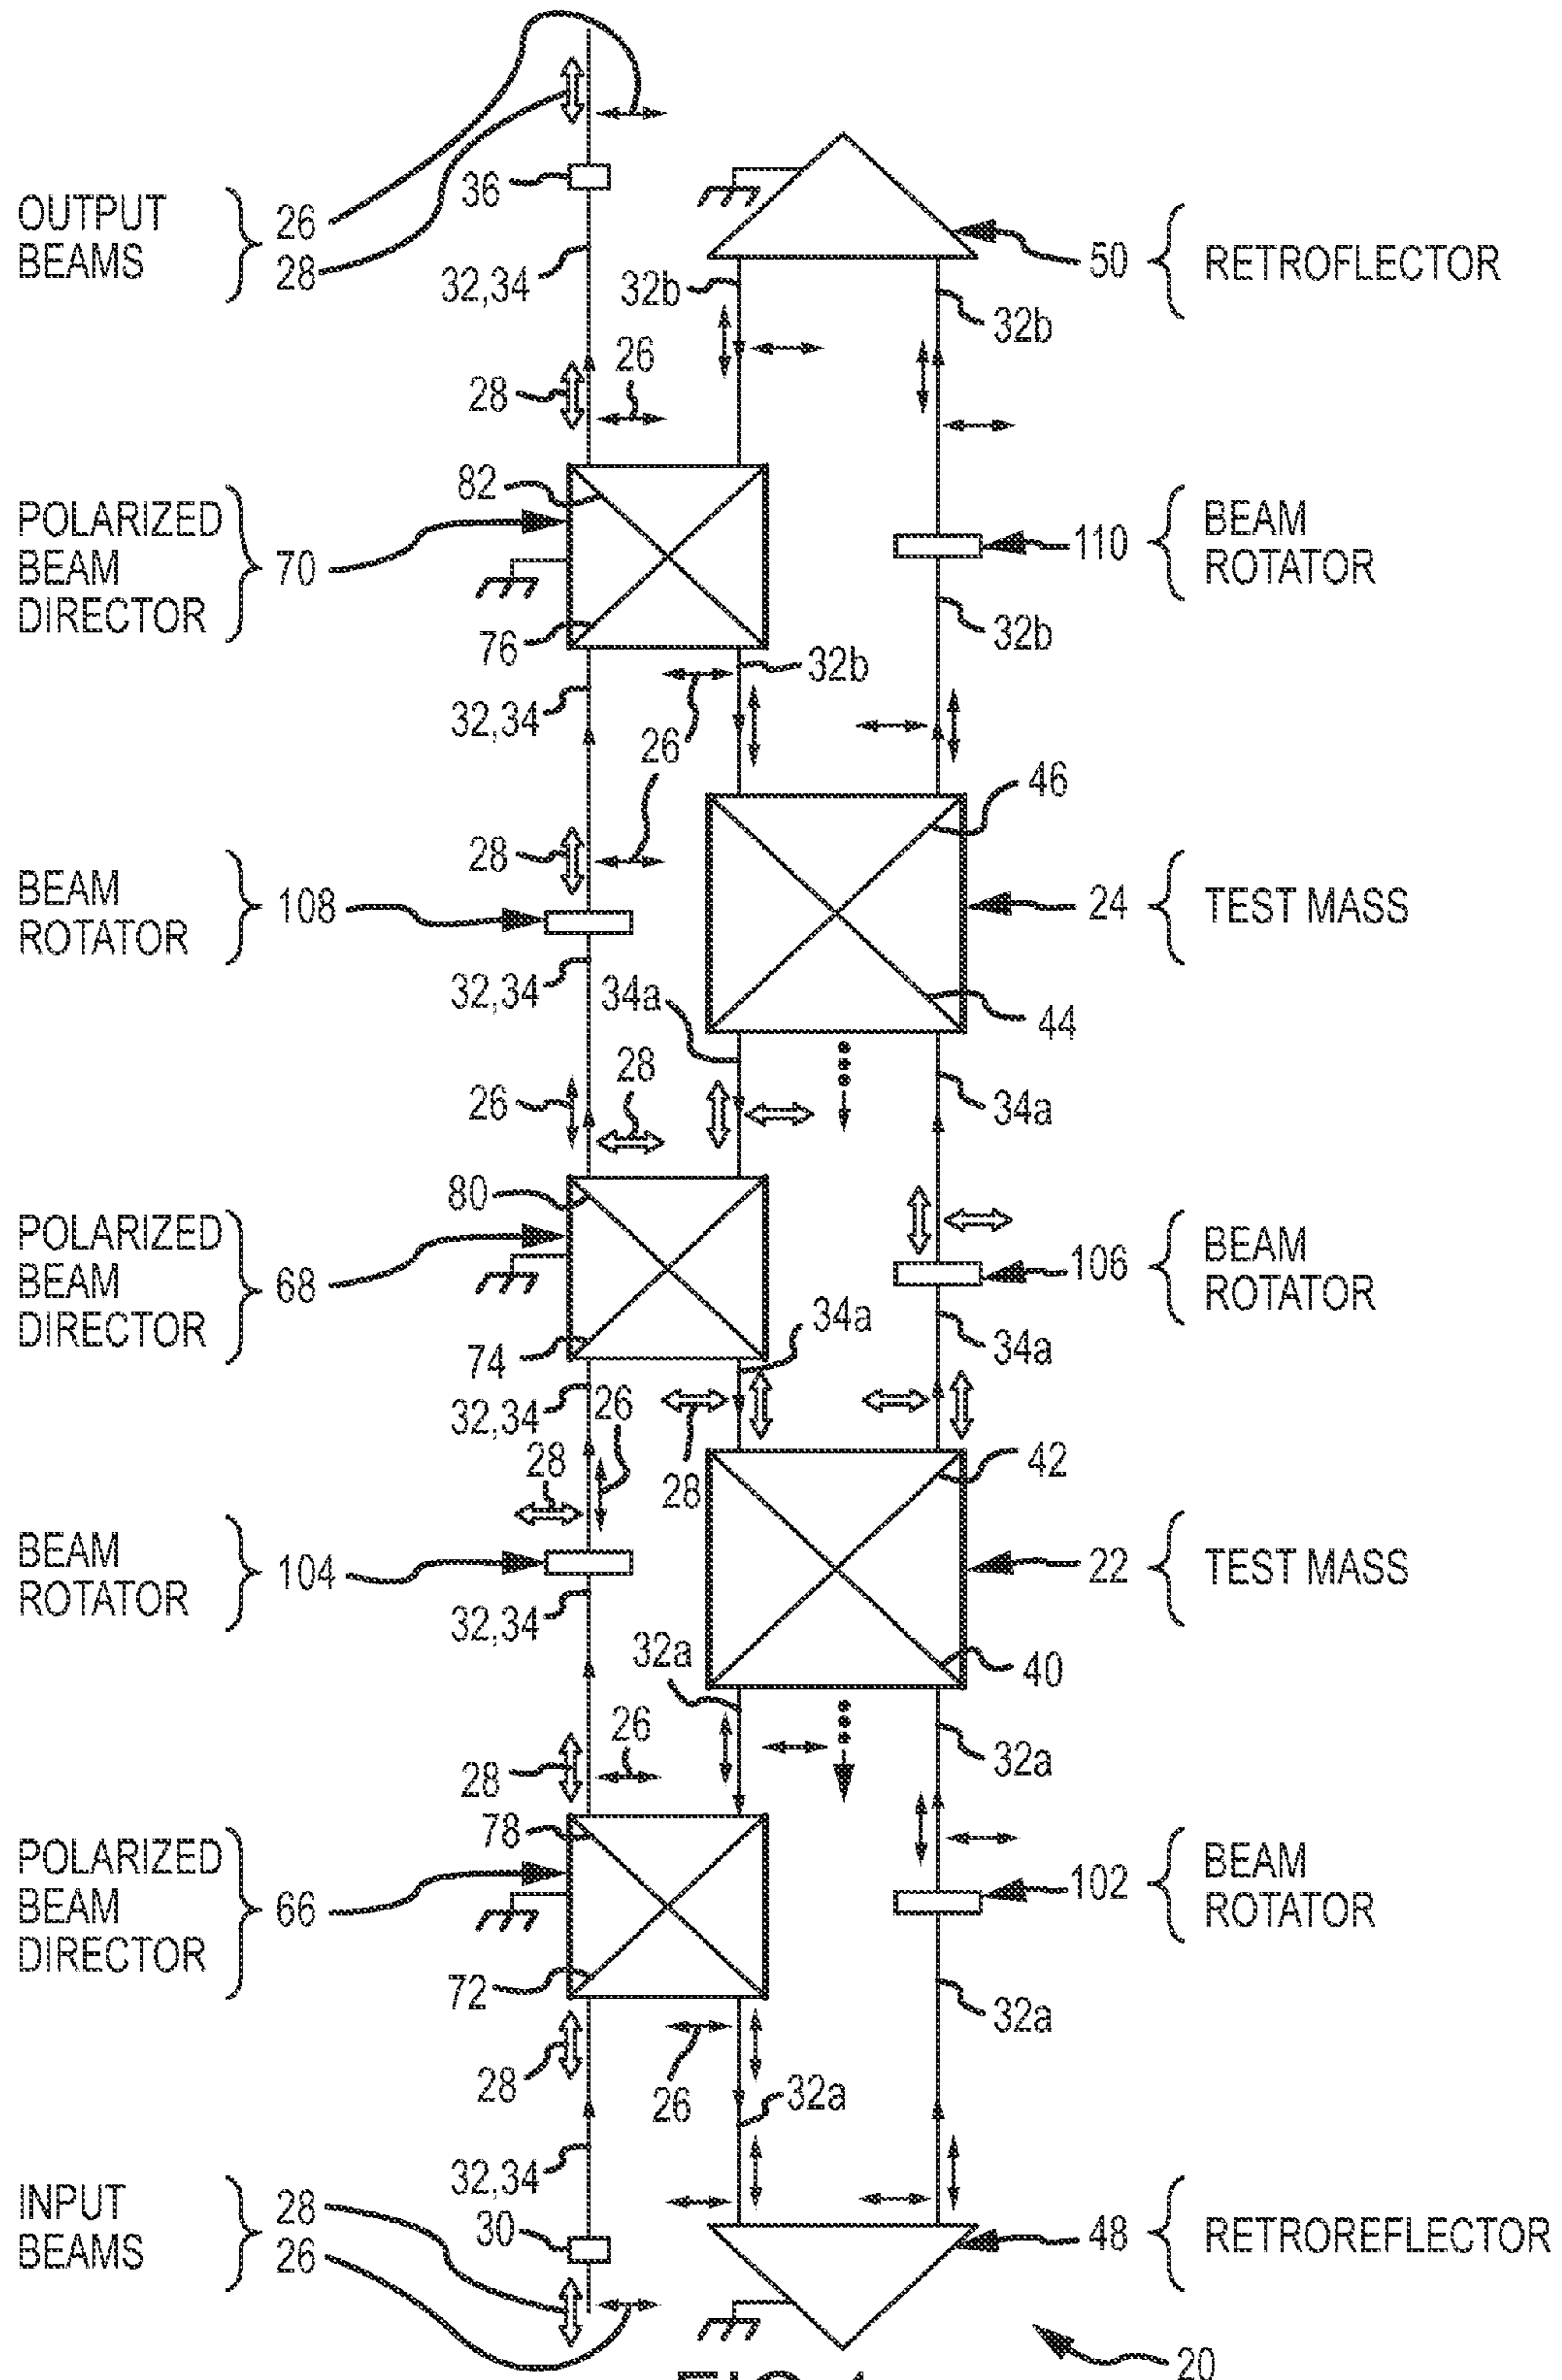 OUTPUT
BEAMS
26
28
36
32,34
32b
32b
50
RETROFLECTOR
28
26
POLARIZED
BEAM
DIRECTOR
70
82
76
110
BEAM
ROTATOR
32b
32b
32,34
26
46
28
BEAM
ROTATOR
108
24
TEST MASS
32,34
34a
44
28
26
34a
80
POLARIZED
BEAM
DIRECTOR
68
106
BEAM
ROTATOR
74
34a
34a
32,34
26
28
28
42
BEAM
ROTATOR
104
22
TEST MASS
32,34
32a
40
26
28
32a
78
POLARIZED
BEAM
DIRECTOR
66
102
BEAM
ROTATOR
72
32a
28
26
32a
32,34
INPUT
BEAMS
28
26
30
48
RETROREFLECTOR
20